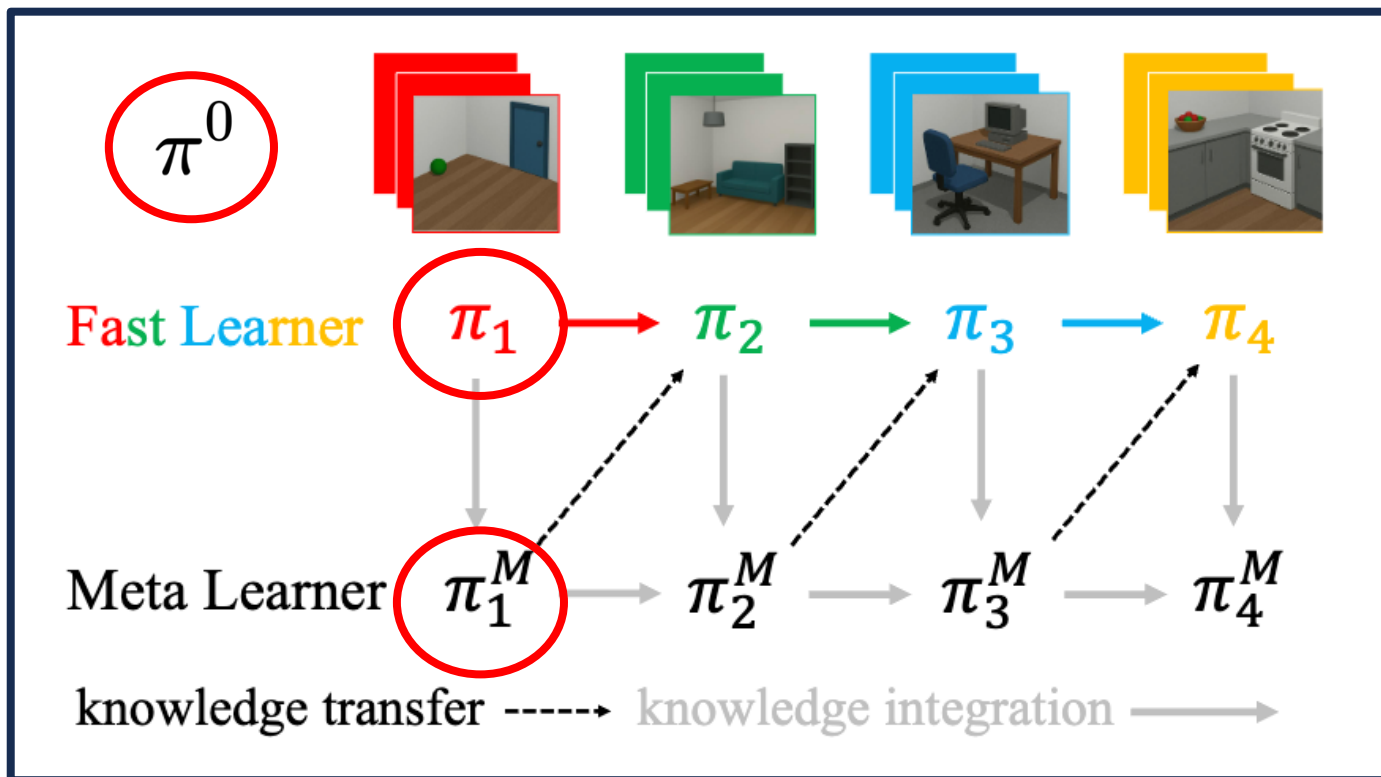 π⁰
Fast Learner π₁ π₂ π₃ π₄
Meta Learner π₁ᴹ π₂ᴹ π₃ᴹ π₄ᴹ
knowledge transfer knowledge integration